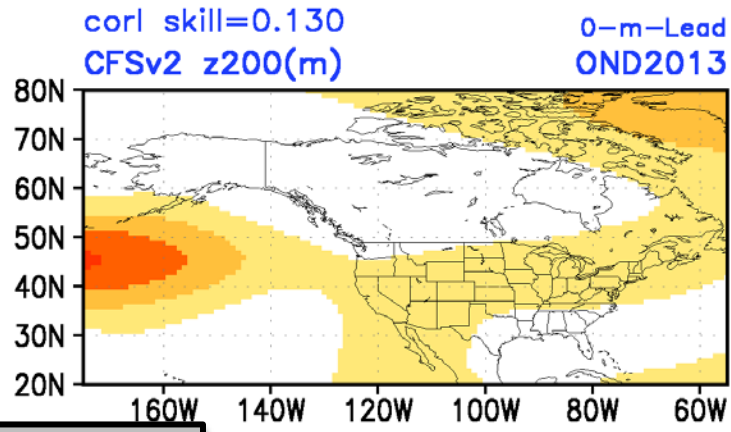 corl skill=0.130
0-m-Lead
CFSv2 z200(m)
OND2013
80N
70N
60N
50N
40N
30N
20N
160W 140W 120W 100W 80W 60W